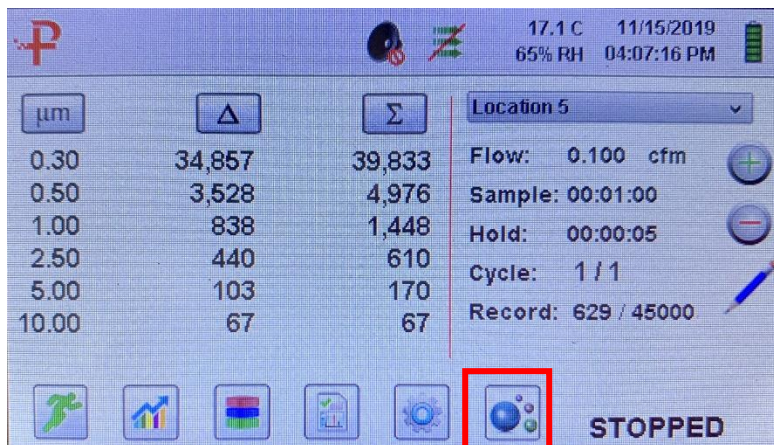 17.1 C 11/15/2019
65% RH 04:07:16 PM
µm Δ Σ
0.30 34,857 39,833
0.50 3,528 4,976
1.00 838 1,448
2.50 440 610
5.00 103 170
10.00 67 67
Location 5
Flow: 0.100 cfm
Sample: 00:01:00
Hold: 00:00:05
Cycle: 1 / 1
Record: 629 / 45000
STOPPED